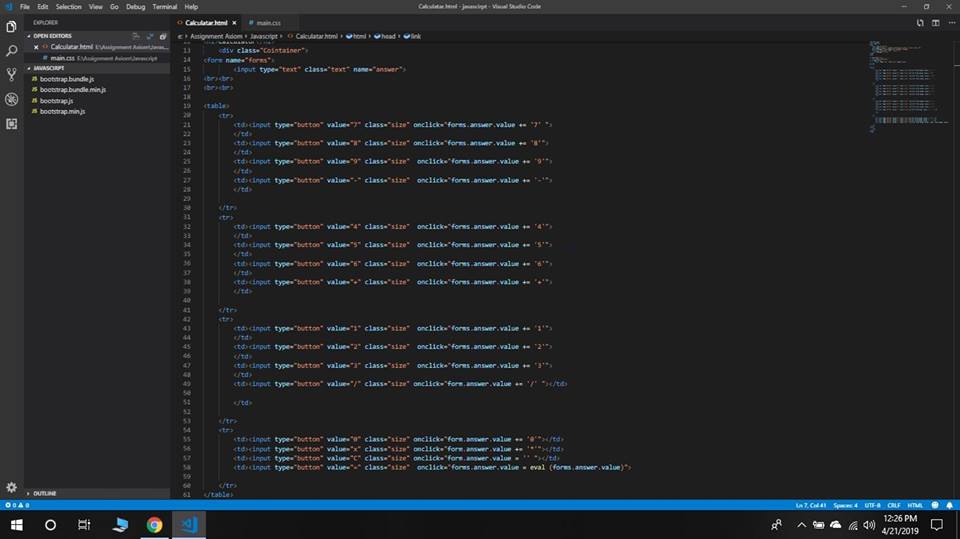 File Edit Selection View Go Debug Terminal Help
Calculatar.html - javascript - Visual Studio Code
EXPLORER
OPEN EDITORS
Calculatar.html E:\Assignment Axiom\Javasc...
main.css E:\Assignment Axiom\Javascript
JAVASCRIPT
bootstrap.bundle.js
bootstrap.bundle.min.js
bootstrap.js
bootstrap.min.js
OUTLINE
Calculatar.html × main.css
E: > Assignment Axiom > Javascript > Calculatar.html > html > head > link
13 <div class="Cointainer">
14 <form name="forms">
15 <input type="text" class="text" name="answer">
16 <br><br>
17 <br><br>
18
19 <table>
20 <tr>
21 <td><input type="button" value="7" class="size" onclick="forms.answer.value += '7' ">
22 </td>
23 <td><input type="button" value="8" class="size" onclick="forms.answer.value += '8'">
24 </td>
25 <td><input type="button" value="9" class="size" onclick="forms.answer.value += '9'">
26 </td>
27 <td><input type="button" value="-" class="size" onclick="forms.answer.value += '-'">
28 </td>
29
30 </tr>
31 <tr>
32 <td><input type="button" value="4" class="size" onclick="forms.answer.value += '4'">
33 </td>
34 <td><input type="button" value="5" class="size" onclick="forms.answer.value += '5'">
35 </td>
36 <td><input type="button" value="6" class="size" onclick="forms.answer.value += '6'">
37 </td>
38 <td><input type="button" value="+" class="size" onclick="forms.answer.value += '+'">
39 </td>
40
41 </tr>
42 <tr>
43 <td><input type="button" value="1" class="size" onclick="forms.answer.value += '1'">
44 </td>
45 <td><input type="button" value="2" class="size" onclick="forms.answer.value += '2'">
46 </td>
47 <td><input type="button" value="3" class="size" onclick="forms.answer.value += '3'">
48 </td>
49 <td><input type="button" value="/" class="size" onclick="form.answer.value += '/' "></td>
50
51 </td>
52
53 </tr>
54 <tr>
55 <td><input type="button" value="0" class="size" onclick="form.answer.value += '0'"></td>
56 <td><input type="button" value="x" class="size" onclick="form.answer.value += '*'"></td>
57 <td><input type="button" value="C" class="size" onclick="form.answer.value = '' "></td>
58 <td><input type="button" value="=" class="size" onclick="forms.answer.value = eval (forms.answer.value)">
59
60 </tr>
61 </table>
0 0
Ln 7, Col 41 Spaces: 4 UTF-8 CRLF HTML
12:26 PM
4/21/2019